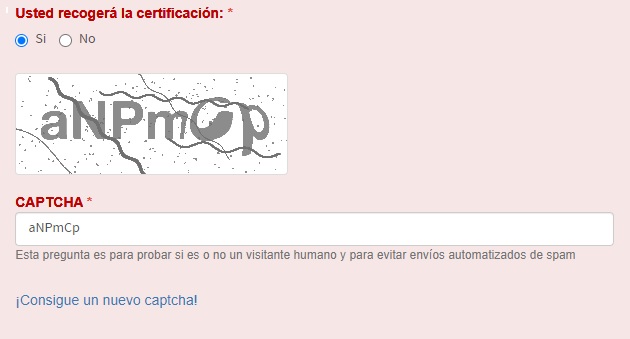 Usted recogerá la certificación: *
Si No
aNPmCp
CAPTCHA *
aNPmCp
Esta pregunta es para probar si es o no un visitante humano y para evitar envíos automatizados de spam
¡Consigue un nuevo captcha!